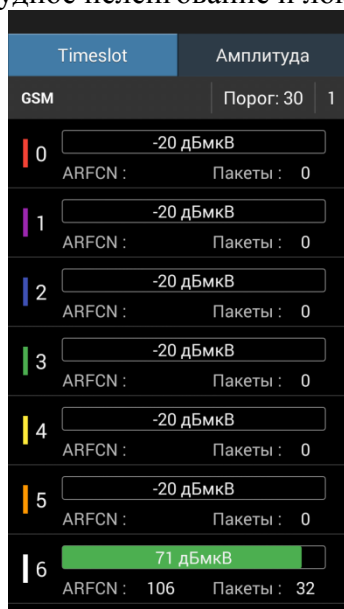 Timeslot Амплитуда
GSM Порог: 30 1
0 -20 дБмкВ
ARFCN : Пакеты : 0
1 -20 дБмкВ
ARFCN : Пакеты : 0
2 -20 дБмкВ
ARFCN : Пакеты : 0
3 -20 дБмкВ
ARFCN : Пакеты : 0
4 -20 дБмкВ
ARFCN : Пакеты : 0
5 -20 дБмкВ
ARFCN : Пакеты : 0
6 71 дБмкВ
ARFCN : 106 Пакеты : 32